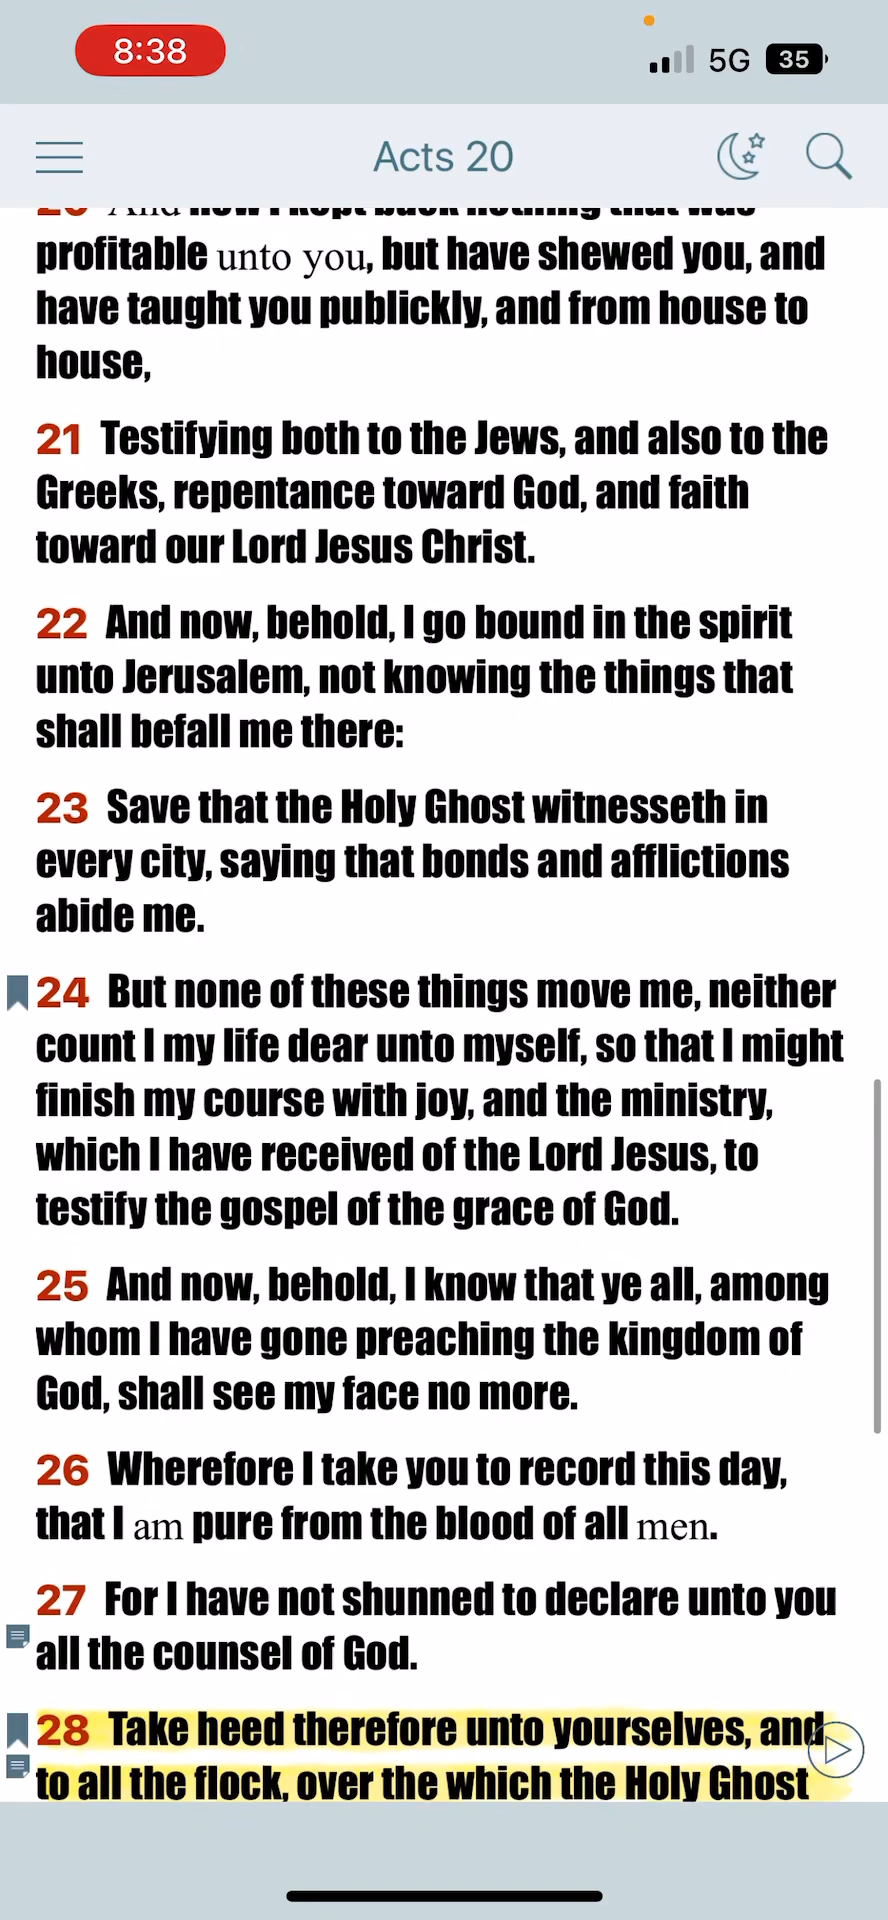 8:38
5G 35
Acts 20
20 And how I kept back nothing that was
profitable unto you, but have shewed you, and
have taught you publickly, and from house to
house,
21 Testifying both to the Jews, and also to the
Greeks, repentance toward God, and faith
toward our Lord Jesus Christ.
22 And now, behold, I go bound in the spirit
unto Jerusalem, not knowing the things that
shall befall me there:
23 Save that the Holy Ghost witnesseth in
every city, saying that bonds and afflictions
abide me.
24 But none of these things move me, neither
count I my life dear unto myself, so that I might
finish my course with joy, and the ministry,
which I have received of the Lord Jesus, to
testify the gospel of the grace of God.
25 And now, behold, I know that ye all, among
whom I have gone preaching the kingdom of
God, shall see my face no more.
26 Wherefore I take you to record this day,
that I am pure from the blood of all men.
27 For I have not shunned to declare unto you
all the counsel of God.
28 Take heed therefore unto yourselves, and
to all the flock, over the which the Holy Ghost